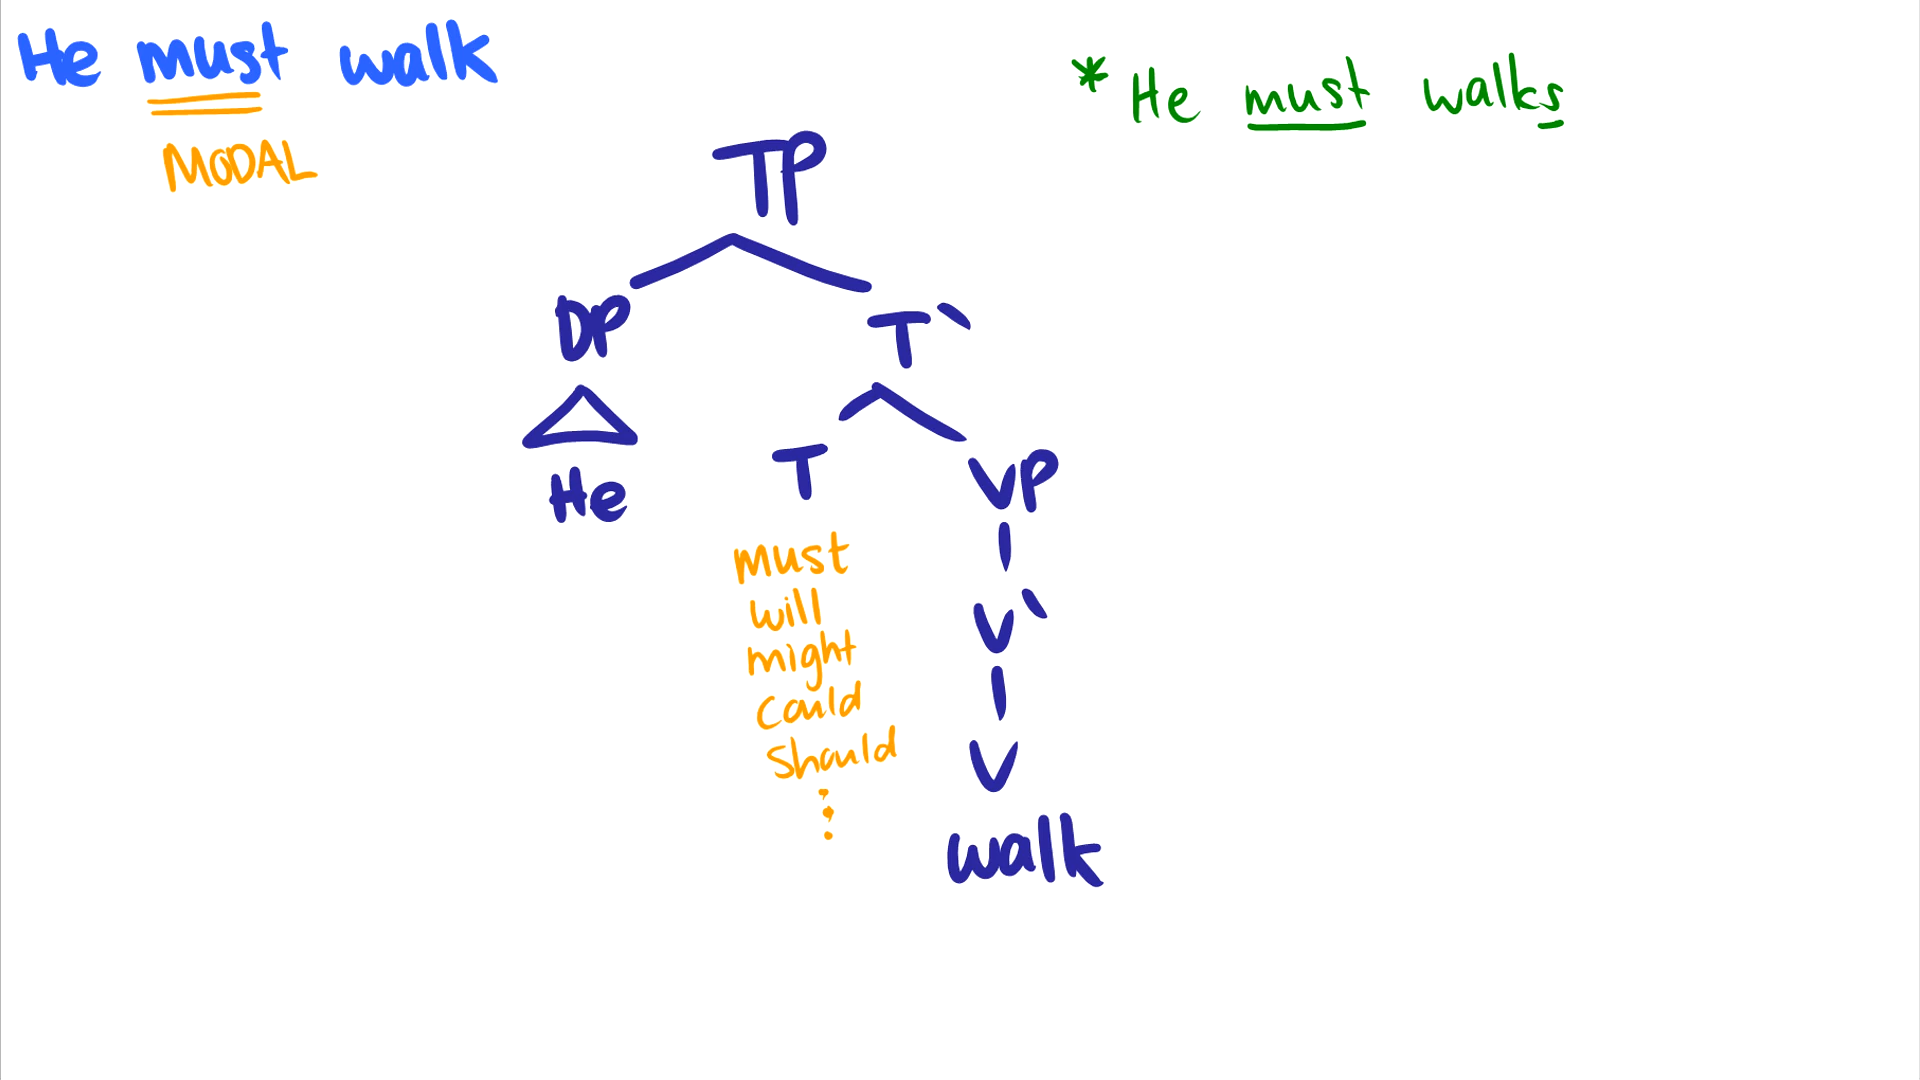 He must walk
* He must walks
MODAL
TP
DP T`
He T VP
must
will V`
might
could
should V
walk